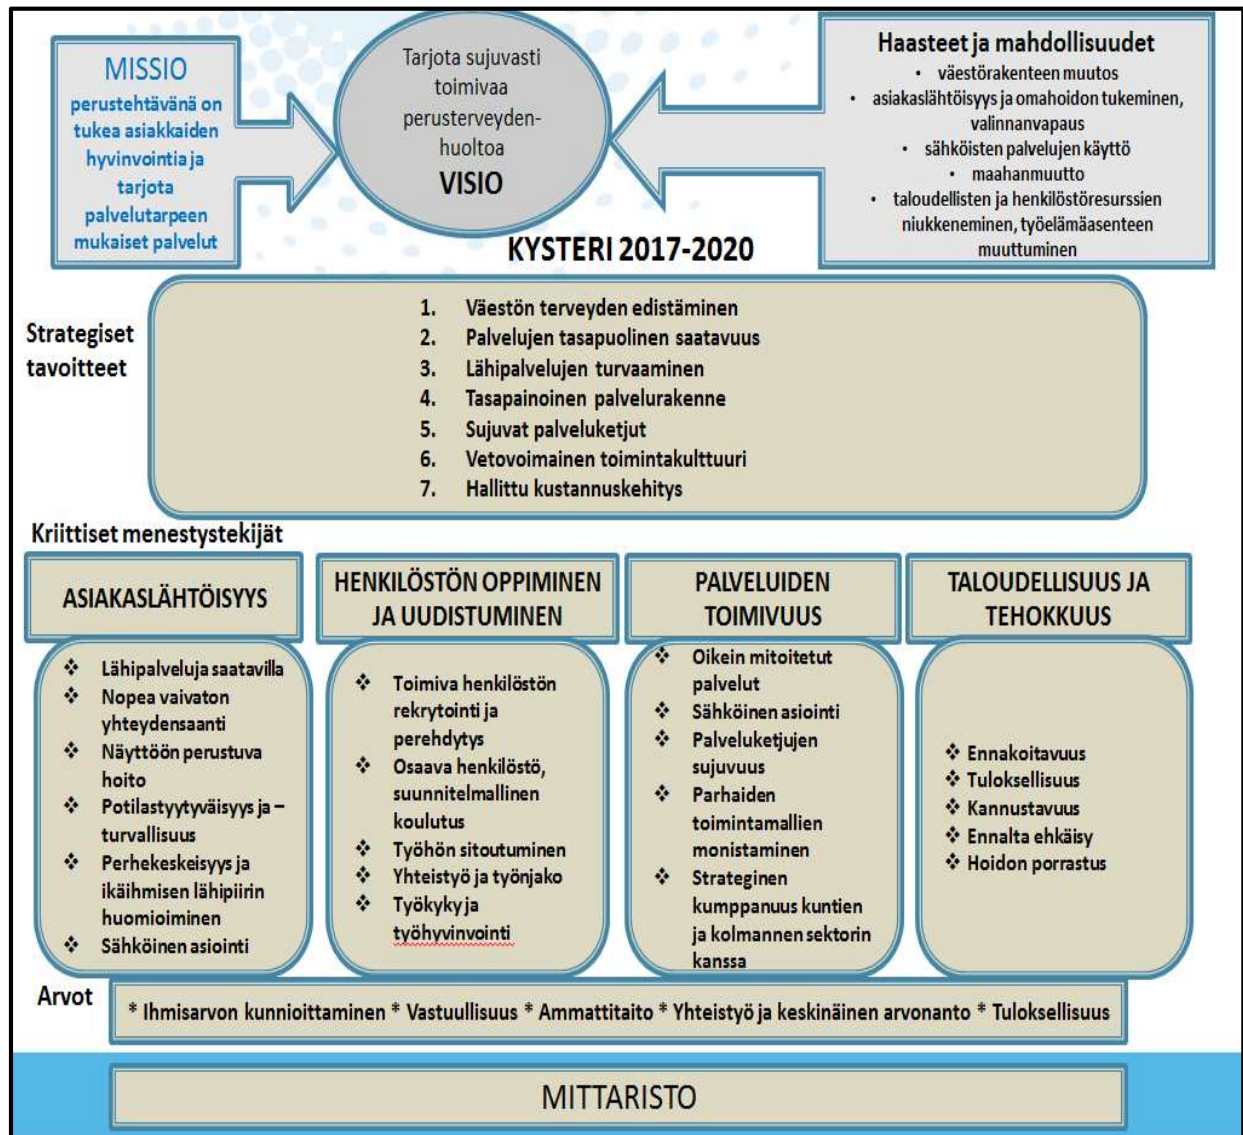 MISSIO
perustehtävänä on
tukea asiakkaiden
hyvinvointia ja
tarjota
palvelutarpeen
mukaiset palvelut
Tarjota sujuvasti
toimivaa
perusterveyden-
huoltoa
VISIO
Haasteet ja mahdollisuudet
• väestörakenteen muutos
• asiakaslähtöisyys ja omahoidon tukeminen,
valinnanvapaus
• sähköisten palvelujen käyttö
• maahanmuutto
• taloudellisten ja henkilöstöresurssien
niukkeneminen, työelämäasenteen
muuttuminen
KYSTERI 2017-2020
Strategiset
tavoitteet
1. Väestön terveyden edistäminen
2. Palvelujen tasapuolinen saatavuus
3. Lähipalvelujen turvaaminen
4. Tasapainoinen palvelurakenne
5. Sujuvat palveluketjut
6. Vetovoimainen toimintakulttuuri
7. Hallittu kustannuskehitys
Kriittiset menestystekijät
ASIAKASLÄHTÖISYYS
❖ Lähipalveluja saatavilla
❖ Nopea vaivaton
yhteydensaanti
❖ Näyttöön perustuva
hoito
❖ Potilastyytyväisyys ja –
turvallisuus
❖ Perhekeskeisyys ja
ikäihmisen lähipiirin
huomioiminen
❖ Sähköinen asiointi
HENKILÖSTÖN OPPIMINEN
JA UUDISTUMINEN
❖ Toimiva henkilöstön
rekrytointi ja
perehdytys
❖ Osaava henkilöstö,
suunnitelmallinen
koulutus
❖ Työhön sitoutuminen
❖ Yhteistyö ja työnjako
❖ Työkyky ja
työhyvinvointi
PALVELUIDEN
TOIMIVUUS
❖ Oikein mitoitetut
palvelut
❖ Sähköinen asiointi
❖ Palveluketjujen
sujuvuus
❖ Parhaiden
toimintamallien
monistaminen
❖ Strateginen
kumppanuus kuntien
ja kolmannen sektorin
kanssa
TALOUDELLISUUS JA
TEHOKKUUS
❖ Ennakoitavuus
❖ Tuloksellisuus
❖ Kannustavuus
❖ Ennalta ehkäisy
❖ Hoidon porrastus
Arvot
* Ihmisarvon kunnioittaminen * Vastuullisuus * Ammattitaito * Yhteistyö ja keskinäinen arvonanto * Tuloksellisuus
MITTARISTO